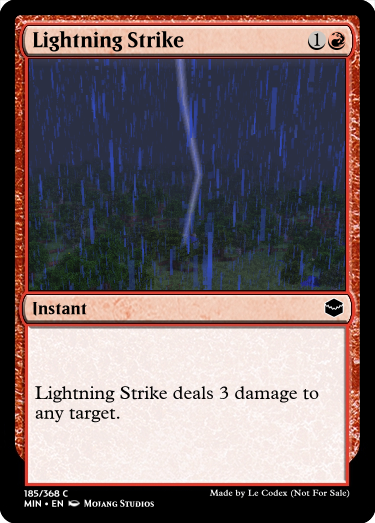 Lightning Strike 1
Instant
Lightning Strike deals 3 damage to
any target.
185/368 C Made by Le Codex (Not For Sale)
MIN • EN Mojang Studios